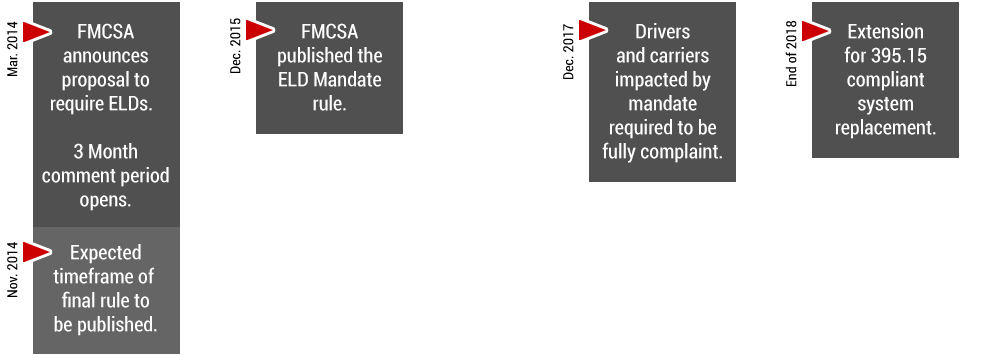 Mar. 2014
FMCSA
announces
proposal to
require ELDs.
3 Month
comment period
opens.
Nov. 2014
Expected
timeframe of
final rule to
be published.
Dec. 2015
FMCSA
published the
ELD Mandate
rule.
Dec. 2017
Drivers
and carriers
impacted by
mandate
required to be
fully complaint.
End of 2018
Extension
for 395.15
compliant
system
replacement.